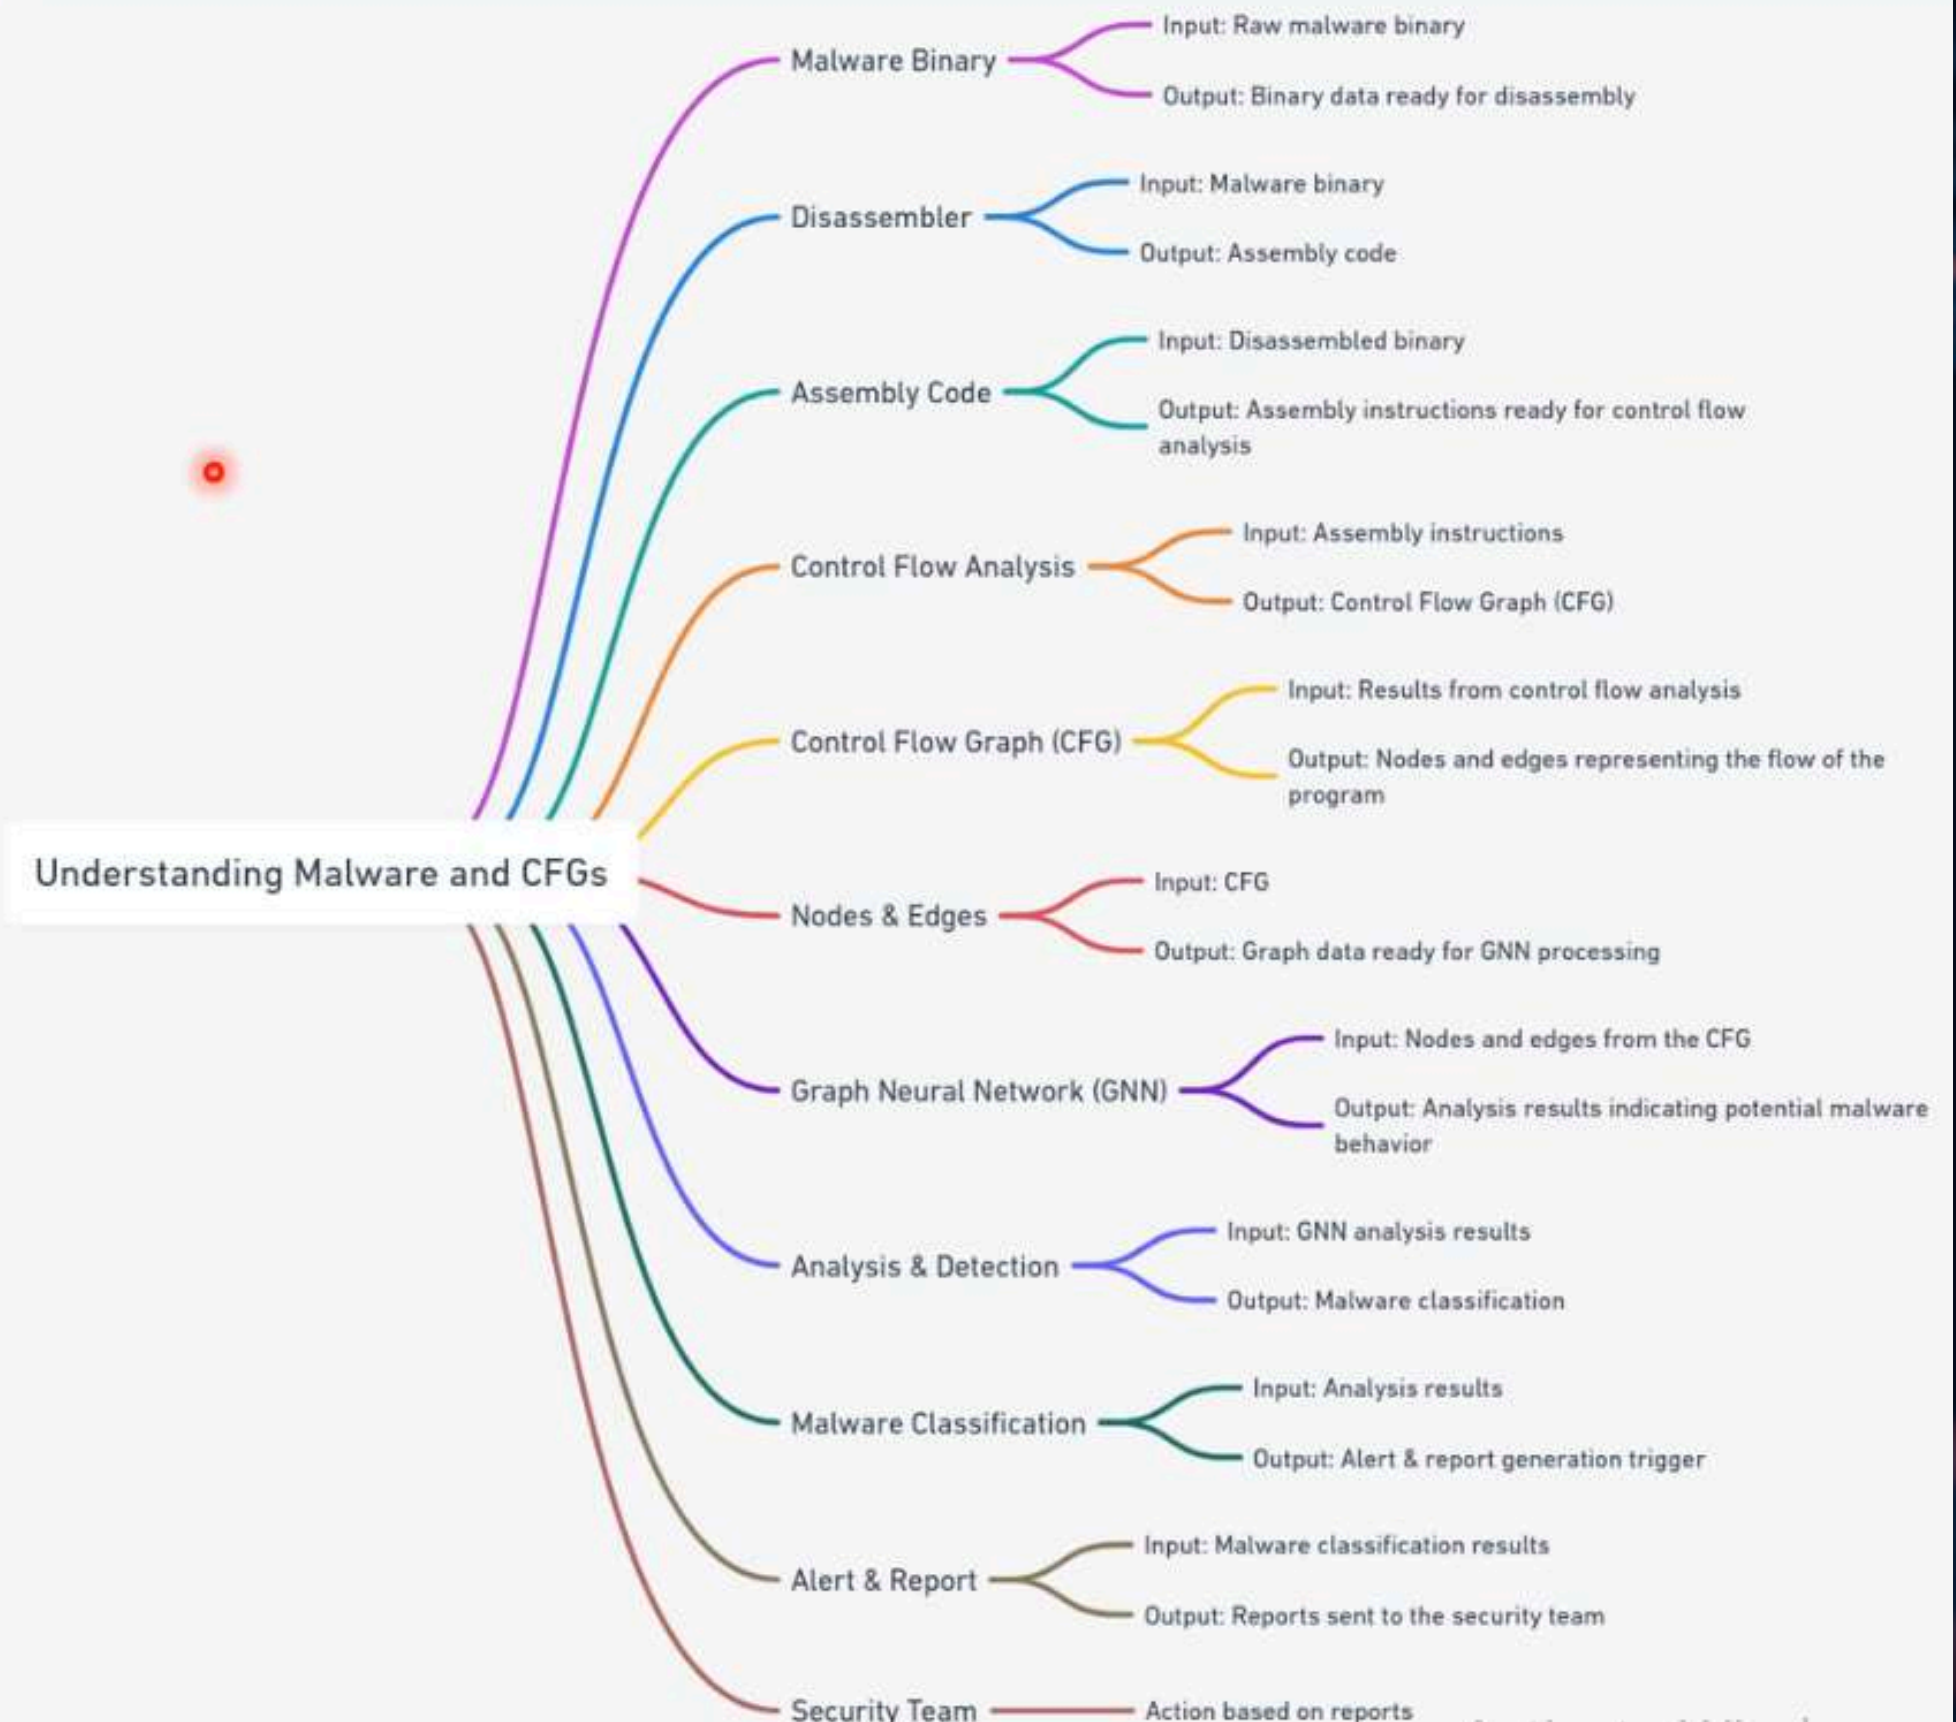 Input: Raw malware binary
Malware Binary
Output: Binary data ready for disassembly
Input: Malware binary
Disassembler
Output: Assembly code
Input: Disassembled binary
Assembly Code
Output: Assembly instructions ready for control flow
analysis
Input: Assembly instructions
Control Flow Analysis
Output: Control Flow Graph (CFG)
Input: Results from control flow analysis
Control Flow Graph (CFG)
Output: Nodes and edges representing the flow of the
program
Understanding Malware and CFGs
Input: CFG
Nodes & Edges
Output: Graph data ready for GNN processing
Input: Nodes and edges from the CFG
Graph Neural Network (GNN)
Output: Analysis results indicating potential malware
behavior
Input: GNN analysis results
Analysis & Detection
Output: Malware classification
Input: Analysis results
Malware Classification
Output: Alert & report generation trigger
Input: Malware classification results
Alert & Report
Output: Reports sent to the security team
Security Team
Action based on reports